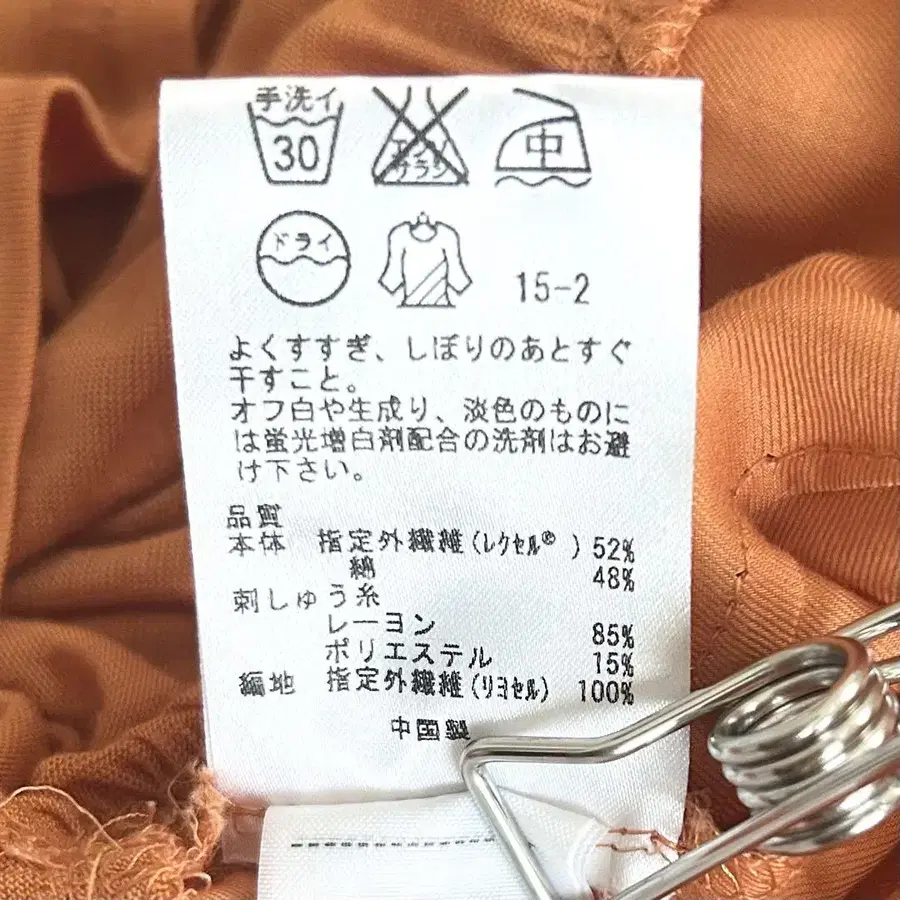 手洗イ
30
エンソ
サラシ
中
ドライ
15-2
よくすすぎ、しぼりのあとすぐ
干すこと。
オフ白や生成り、淡色のものに
は蛍光増白剤配合の洗剤はお避
け下さい。
品質
本体 指定外繊維(レクセル® ) 52%
綿 48%
刺しゅう糸
レーヨン 85%
ポリエステル 15%
編地 指定外繊維(リヨセル) 100%
中国製